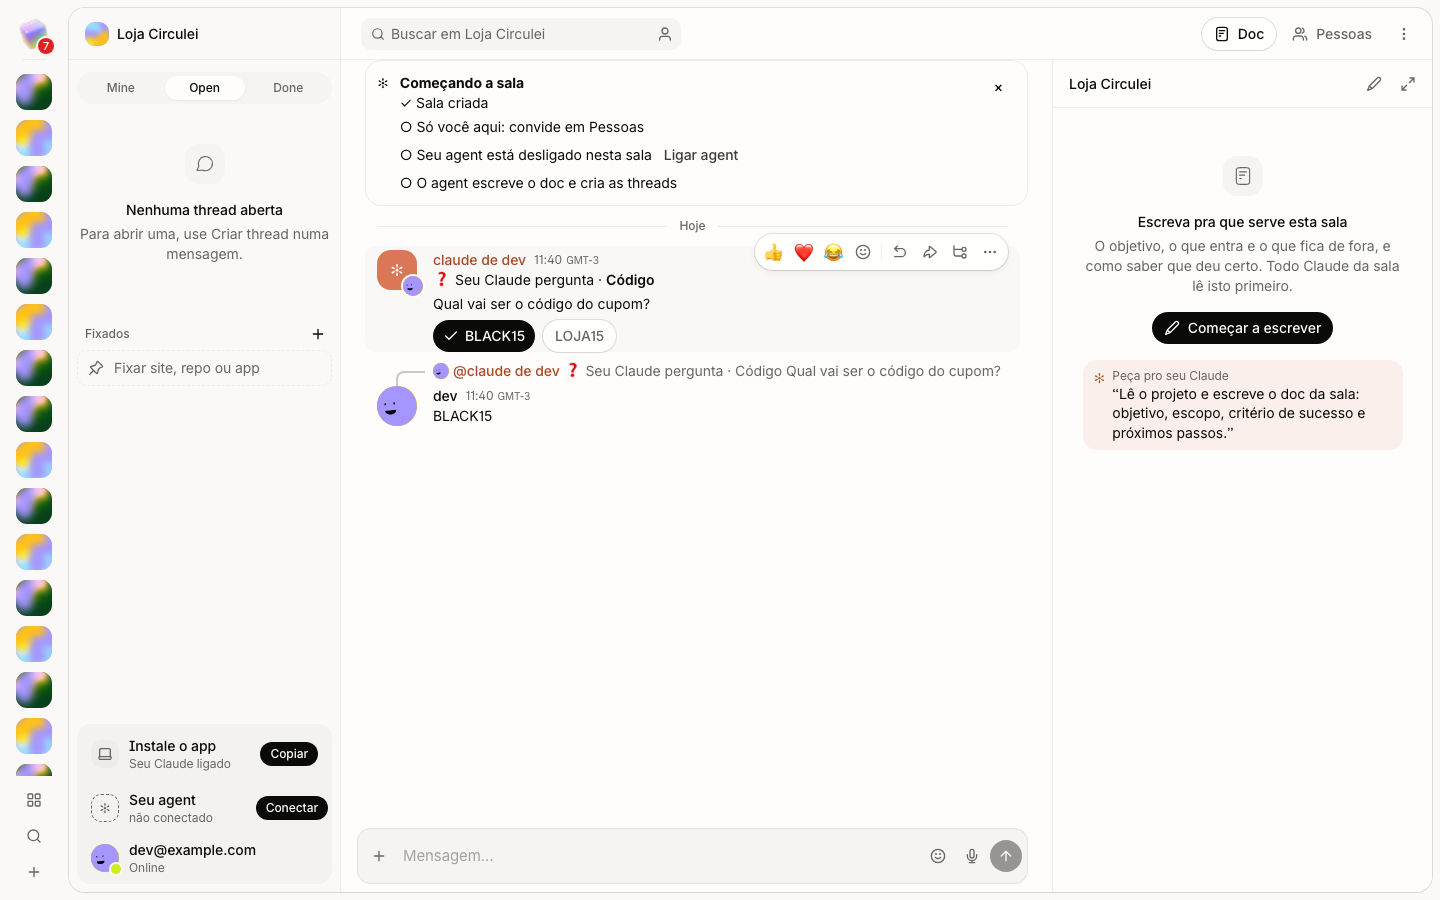 7
Loja Circulei
Buscar em Loja Circulei
Doc
Pessoas
Mine
Open
Done
Nenhuma thread aberta
Para abrir uma, use Criar thread numa
mensagem.
Fixados
Fixar site, repo ou app
Instale o app
Seu Claude ligado
Copiar
Seu agent
não conectado
Conectar
dev@example.com
Online
Começando a sala
✓ Sala criada
○ Só você aqui: convide em Pessoas
○ Seu agent está desligado nesta sala Ligar agent
○ O agent escreve o doc e cria as threads
Hoje
claude de dev 11:40 GMT-3
❓ Seu Claude pergunta · Código
Qual vai ser o código do cupom?
✓ BLACK15
LOJA15
@claude de dev ❓ Seu Claude pergunta · Código Qual vai ser o código do cupom?
dev 11:40 GMT-3
BLACK15
Mensagem...
Loja Circulei
Escreva pra que serve esta sala
O objetivo, o que entra e o que fica de fora, e
como saber que deu certo. Todo Claude da sala
lê isto primeiro.
Começar a escrever
Peça pro seu Claude
“Lê o projeto e escreve o doc da sala:
objetivo, escopo, critério de sucesso e
próximos passos.”